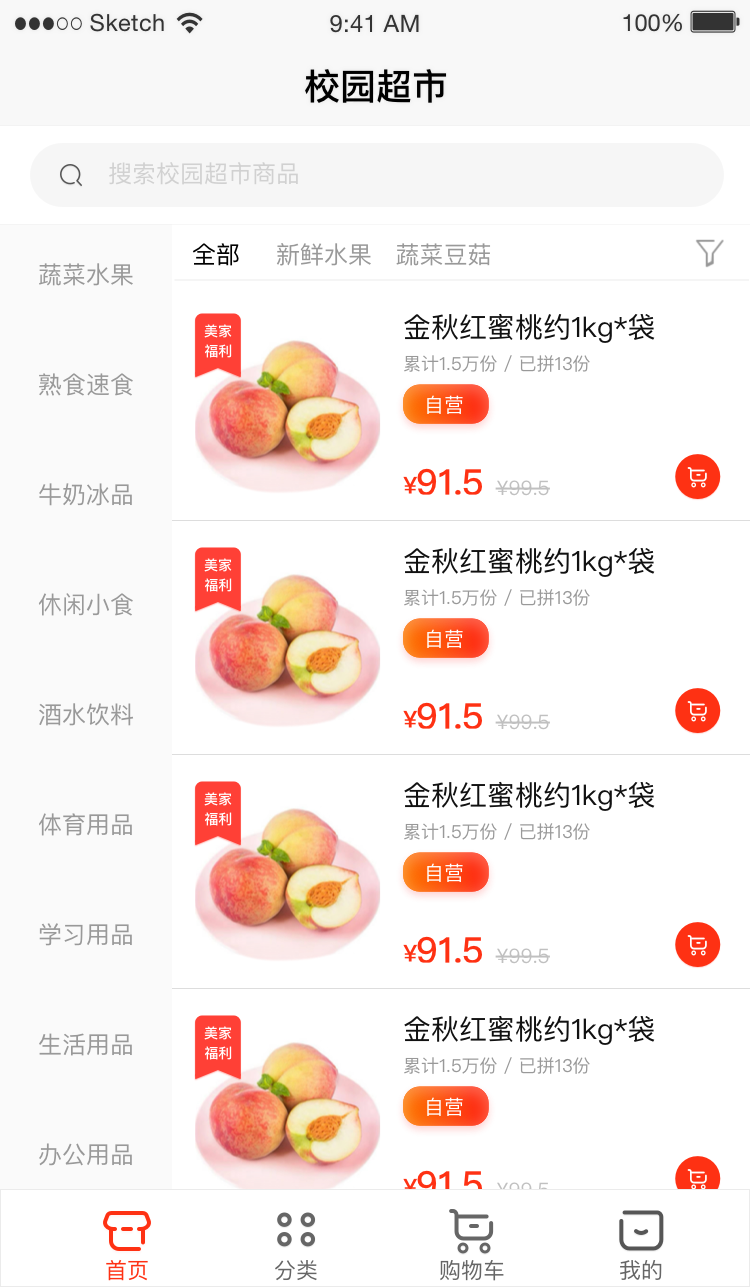 Sketch 9:41 AM 100%
校园超市
搜索校园超市商品
全部 新鲜水果 蔬菜豆菇
蔬菜水果
熟食速食
牛奶冰品
休闲小食
酒水饮料
体育用品
学习用品
生活用品
办公用品
美家
福利
金秋红蜜桃约1kg*袋
累计1.5万份 / 已拼13份
自营
¥91.5 ¥99.5
美家
福利
金秋红蜜桃约1kg*袋
累计1.5万份 / 已拼13份
自营
¥91.5 ¥99.5
美家
福利
金秋红蜜桃约1kg*袋
累计1.5万份 / 已拼13份
自营
¥91.5 ¥99.5
美家
福利
金秋红蜜桃约1kg*袋
累计1.5万份 / 已拼13份
自营
¥91.5 ¥99.5
首页 分类 购物车 我的